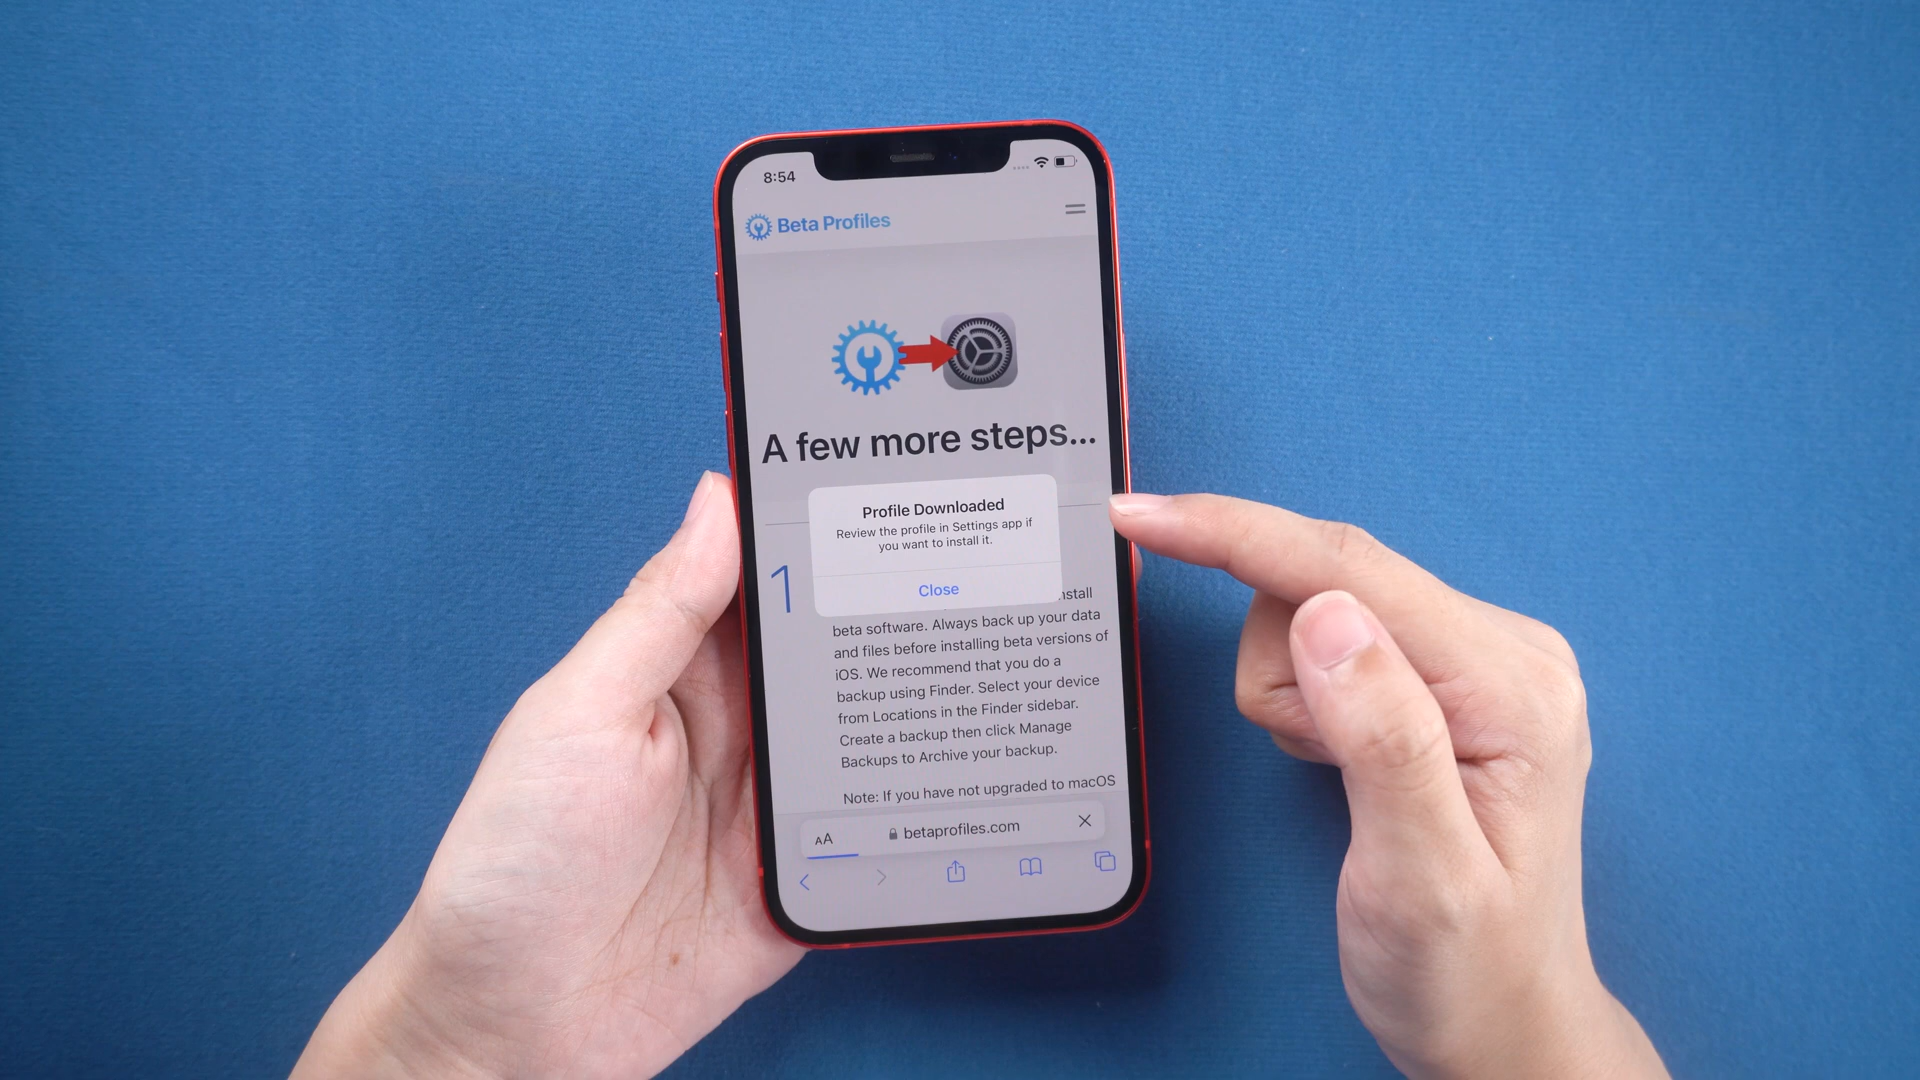 8:54
Beta Profiles
A few more steps...
Profile Downloaded
Review the profile in Settings app if
you want to install it.
Close
1
beta software. Always back up your data
and files before installing beta versions of
iOS. We recommend that you do a
backup using Finder. Select your device
from Locations in the Finder sidebar.
Create a backup then click Manage
Backups to Archive your backup.
Note: If you have not upgraded to macOS
AA
betaprofiles.com